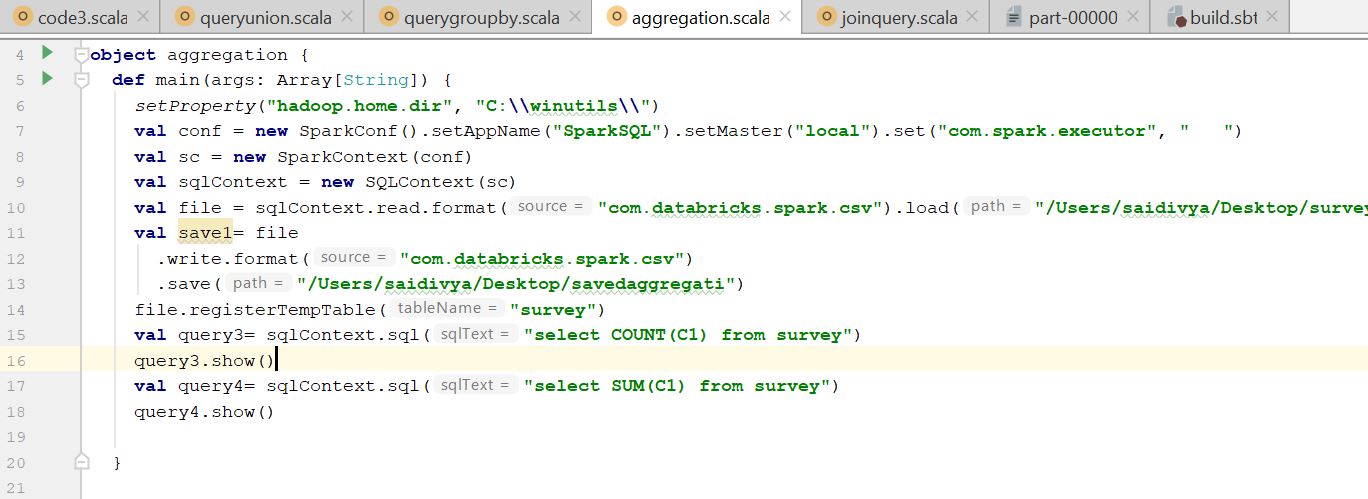 code3.scala queryunion.scala querygroupby.scala aggregation.scala joinquery.scala part-00000 build.sbt
4 object aggregation {
5 def main(args: Array[String]) {
6 setProperty("hadoop.home.dir", "C:\\winutils\\")
7 val conf = new SparkConf().setAppName("SparkSQL").setMaster("local").set("com.spark.executor", "   ")
8 val sc = new SparkContext(conf)
9 val sqlContext = new SQLContext(sc)
10 val file = sqlContext.read.format( source = "com.databricks.spark.csv").load( path = "/Users/saidivya/Desktop/survey
11 val save1= file
12 .write.format( source = "com.databricks.spark.csv")
13 .save( path = "/Users/saidivya/Desktop/savedaggregati")
14 file.registerTempTable( tableName = "survey")
15 val query3= sqlContext.sql( sqlText = "select COUNT(C1) from survey")
16 query3.show()
17 val query4= sqlContext.sql( sqlText = "select SUM(C1) from survey")
18 query4.show()
19
20 }
21